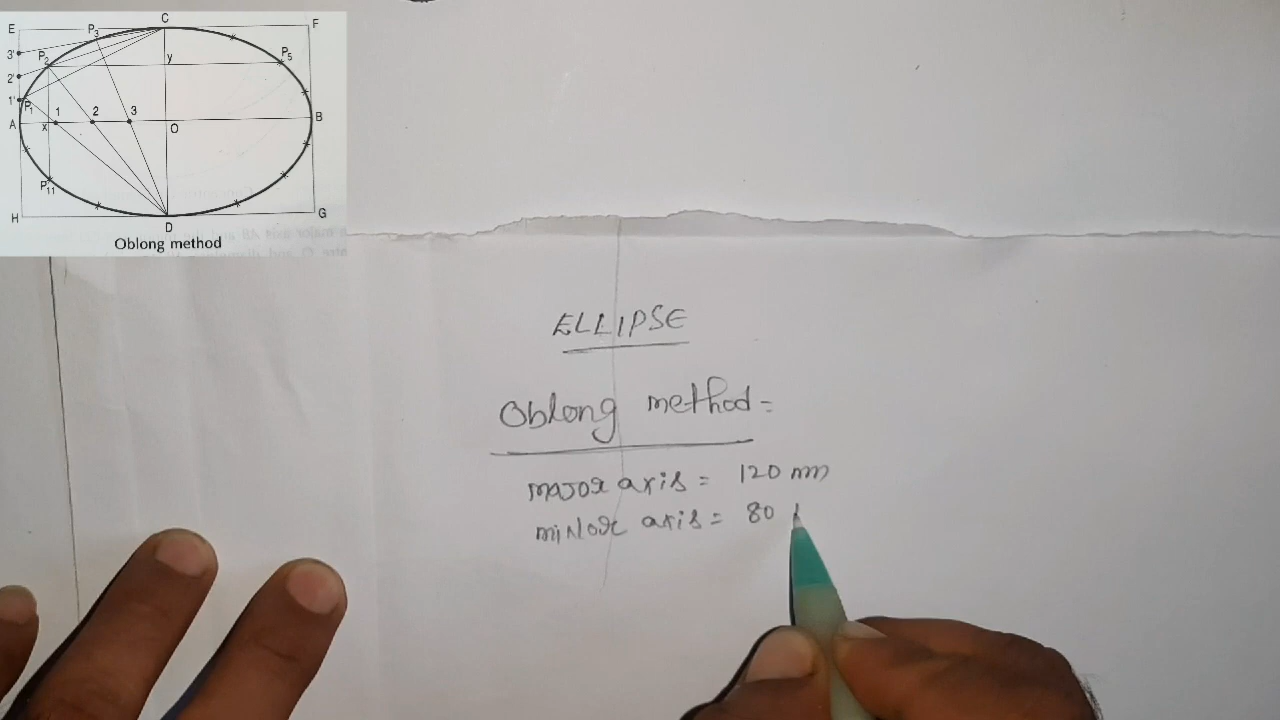 E
C
F
P3
3'
P2
y
P5
2'
1'
P1
1
2
3
A
x
O
B
P11
H
D
G
Oblong method
ELLIPSE
Oblong method =
major axis = 120 mm
miNor axis = 80